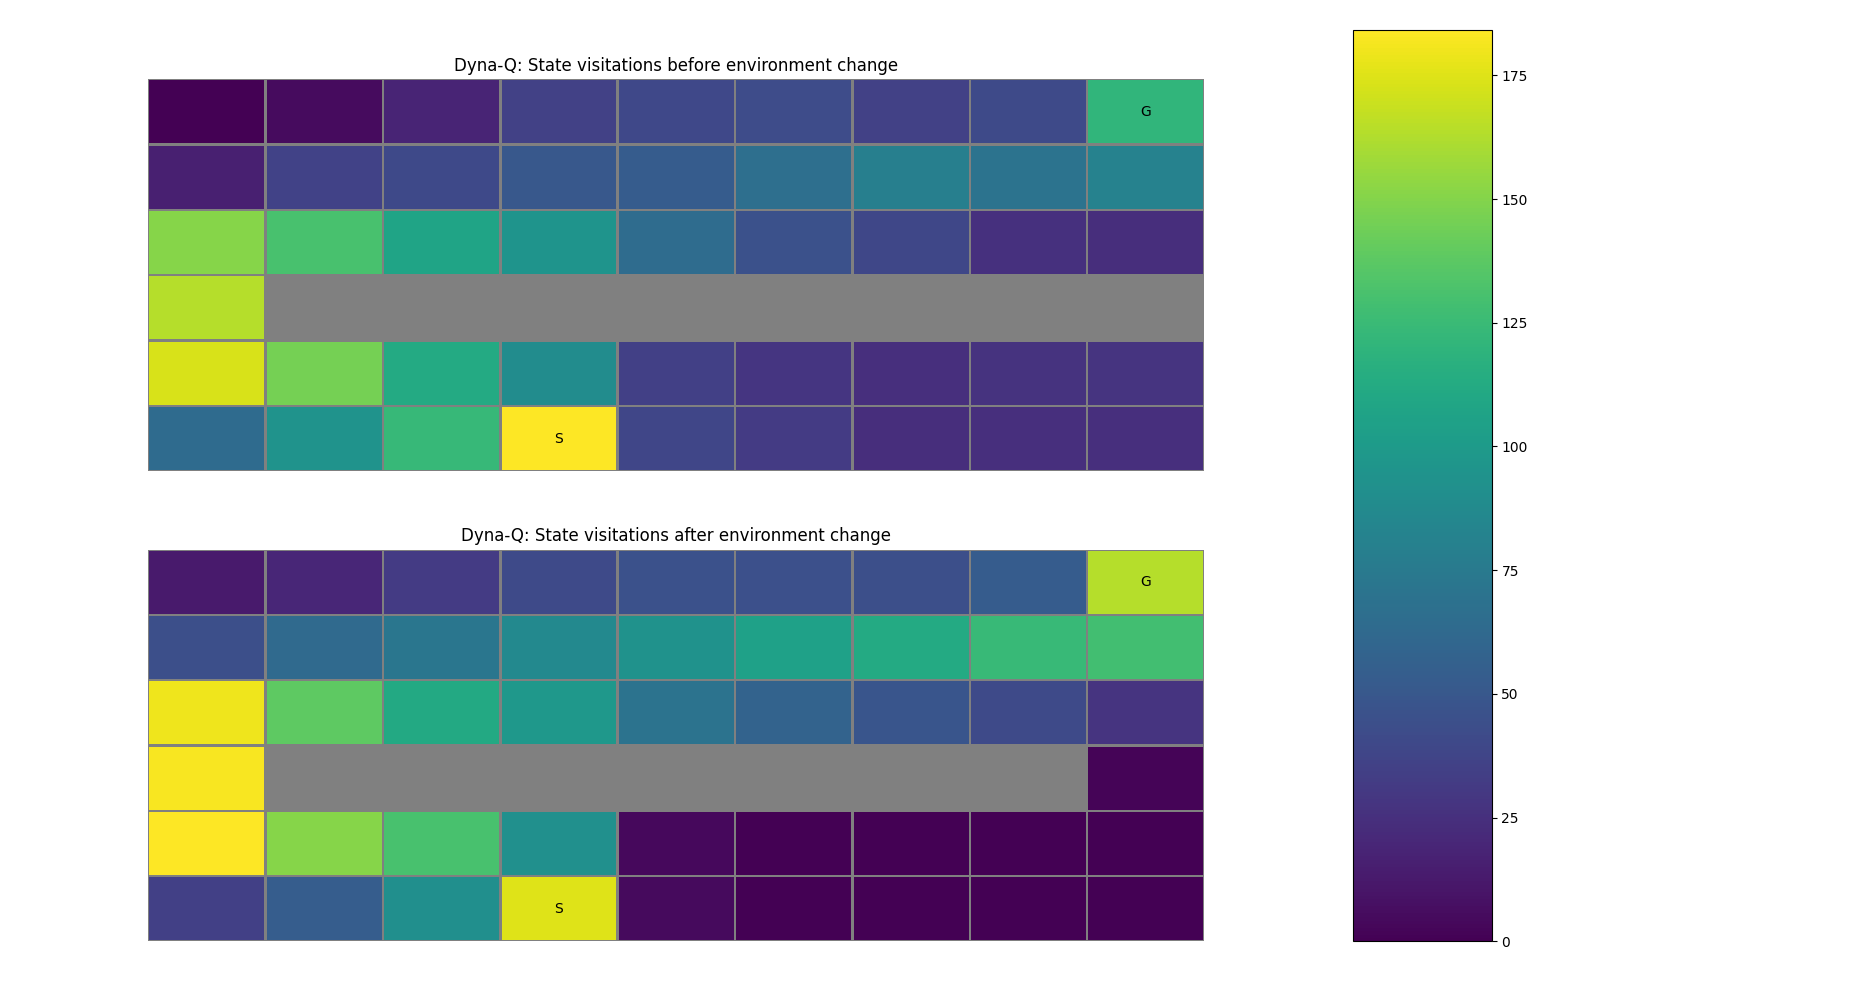 Dyna-Q: State visitations before environment change
G
S
Dyna-Q: State visitations after environment change
G
S
175
150
125
100
75
50
25
0